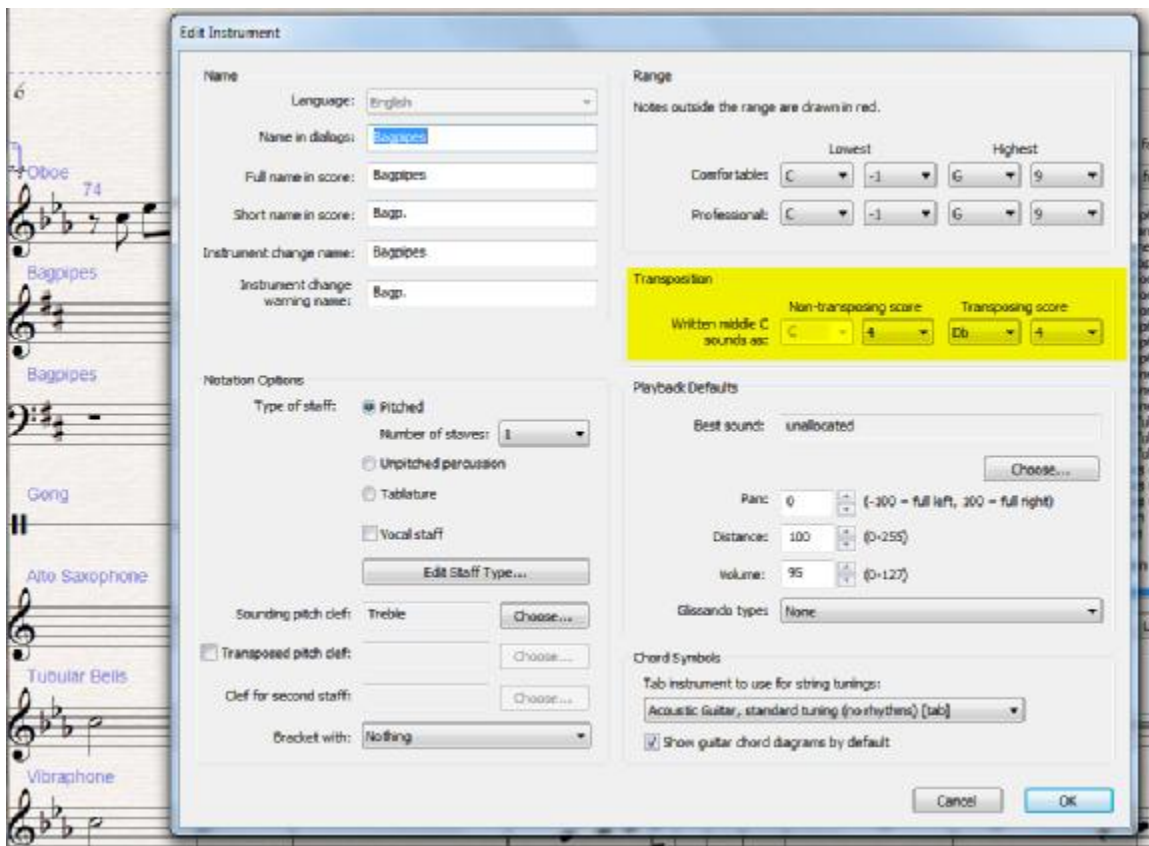 Edit Instrument
Name
Language: English
Name in dialogs: Bagpipes
Full name in score: Bagpipes
Short name in score: Bagp.
Instrument change name: Bagpipes
Instrument change
warning name: Bagp.
Notation Options
Type of staff: Pitched
Number of staves: 1
Unpitched percussion
Tablature
Vocal staff
Edit Staff Type...
Sounding pitch clef: Treble Choose...
Transposed pitch clef: Choose...
Clef for second staff: Choose...
Bracket with: Nothing
Range
Notes outside the range are drawn in red.
Lowest Highest
Comfortable: C -1 G 9
Professional: C -1 G 9
Transposition
Non-transposing score Transposing score
Written middle C
sounds as: C 4 Db 4
Playback Defaults
Best sound: unallocated
Choose...
Pan: 0 (-100 = full left, 100 = full right)
Distance: 100 (0-255)
Volume: 95 (0-127)
Glissando type: None
Chord Symbols
Tab instrument to use for string tunings:
Acoustic Guitar, standard tuning (no rhythms) [tab]
Show guitar chord diagrams by default
Cancel OK
6
Oboe
74
Bagpipes
Bagpipes
Gong
Alto Saxophone
Tubular Bells
Vibraphone